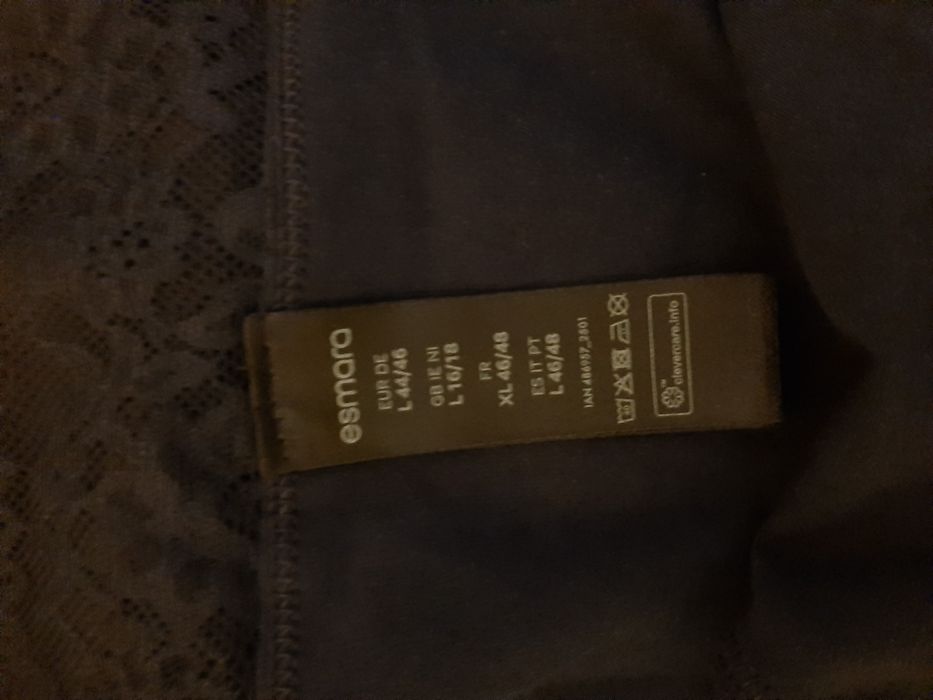 esmara
EUR DE
L 44/46
GB IE NI
L 16/18
FR
XL 46/48
ES IT PT
L 46/48
IAN 486957_2501
clevercare.info